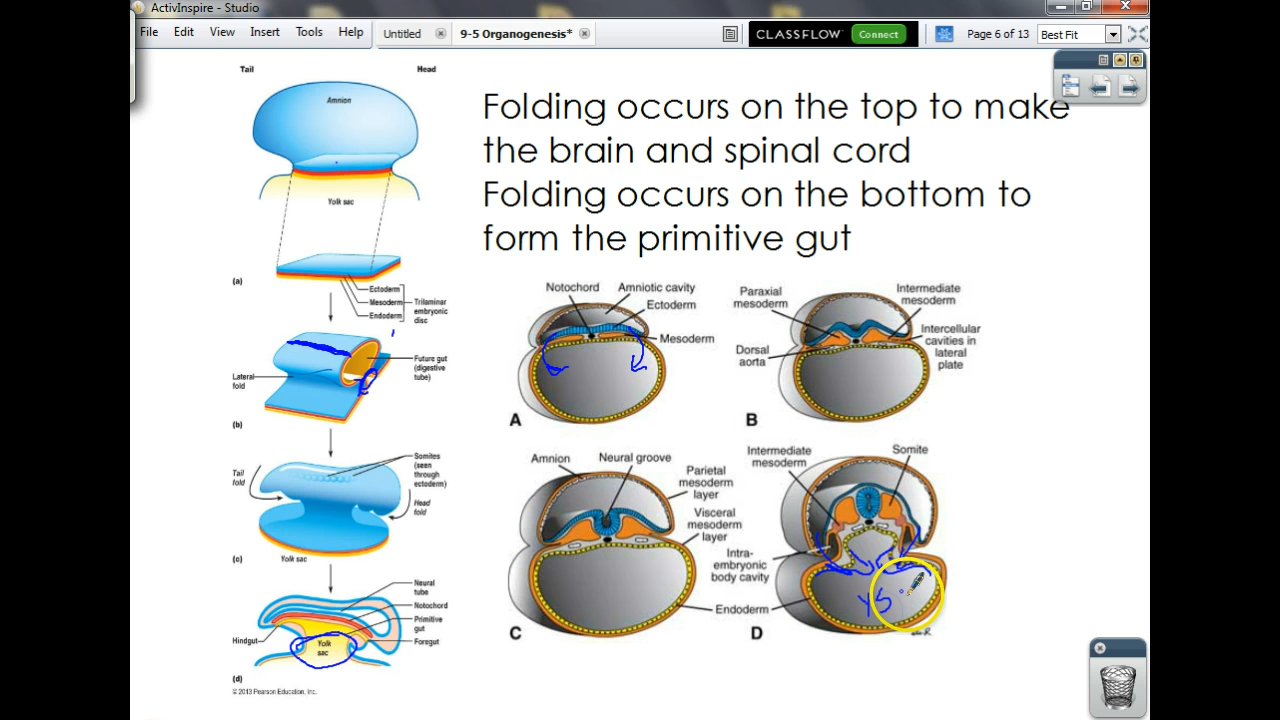 ActivInspire - Studio
File Edit View Insert Tools Help
Untitled
9-5 Organogenesis*
CLASSFLOW Connect
Page 6 of 13
Best Fit
Folding occurs on the top to make
the brain and spinal cord
Folding occurs on the bottom to
form the primitive gut
Tail
Head
Amnion
Yolk sac
(a)
Ectoderm
Mesoderm
Endoderm
Trilaminar
embryonic
disc
Future gut
(digestive
tube)
Lateral
fold
(b)
Somites
(seen
through
ectoderm)
Tail
fold
Head
fold
Yolk sac
(c)
Neural
tube
Notochord
Primitive
gut
Foregut
Hindgut
Yolk
sac
(d)
© 2013 Pearson Education, Inc.
Notochord
Amniotic cavity
Ectoderm
Mesoderm
A
Paraxial
mesoderm
Intermediate
mesoderm
Intercellular
cavities in
lateral
plate
Dorsal
aorta
B
Amnion
Neural groove
Parietal
mesoderm
layer
Visceral
mesoderm
layer
Intra-
embryonic
body cavity
Endoderm
C
Intermediate
mesoderm
Somite
YS
D